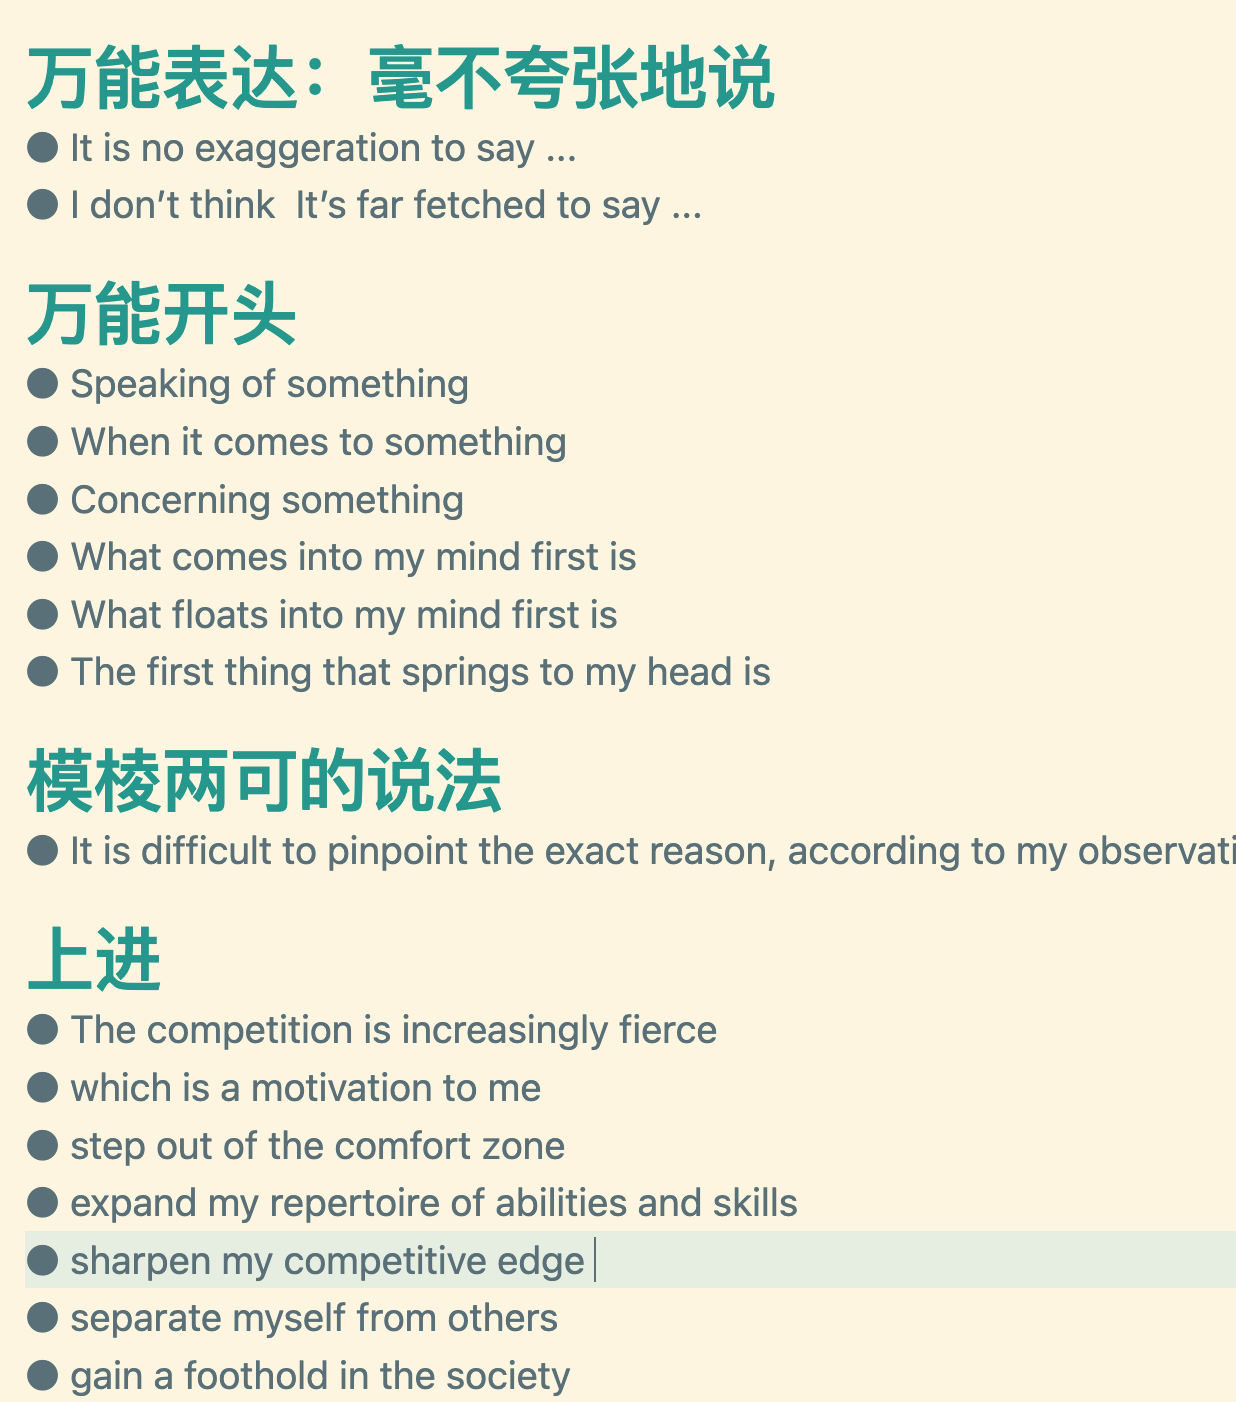 万能表达：毫不夸张地说
● It is no exaggeration to say ...
● I don’t think  It’s far fetched to say ...
万能开头
● Speaking of something
● When it comes to something
● Concerning something
● What comes into my mind first is
● What floats into my mind first is
● The first thing that springs to my head is
模棱两可的说法
● It is difficult to pinpoint the exact reason, according to my observati
上进
● The competition is increasingly fierce
● which is a motivation to me
● step out of the comfort zone
● expand my repertoire of abilities and skills
● sharpen my competitive edge
● separate myself from others
● gain a foothold in the society